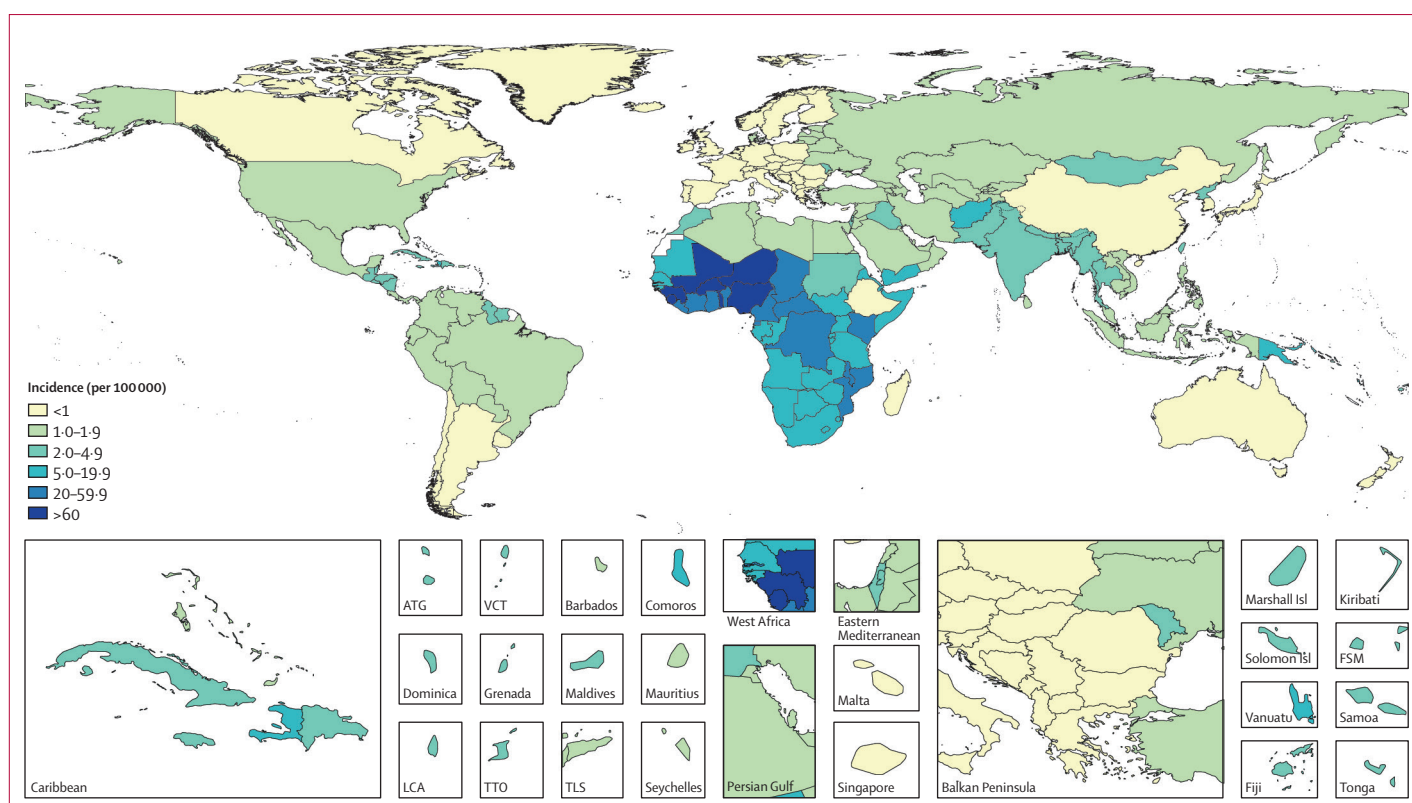 Incidence (per 100 000)
<1
1·0–1·9
2·0–4·9
5·0–19·9
20–59·9
>60
Caribbean
ATG
VCT
Barbados
Comoros
West Africa
Eastern
Mediterranean
Dominica
Grenada
Maldives
Mauritius
LCA
TTO
TLS
Seychelles
Persian Gulf
Malta
Singapore
Balkan Peninsula
Marshall Isl
Kiribati
Solomon Isl
FSM
Vanuatu
Samoa
Fiji
Tonga